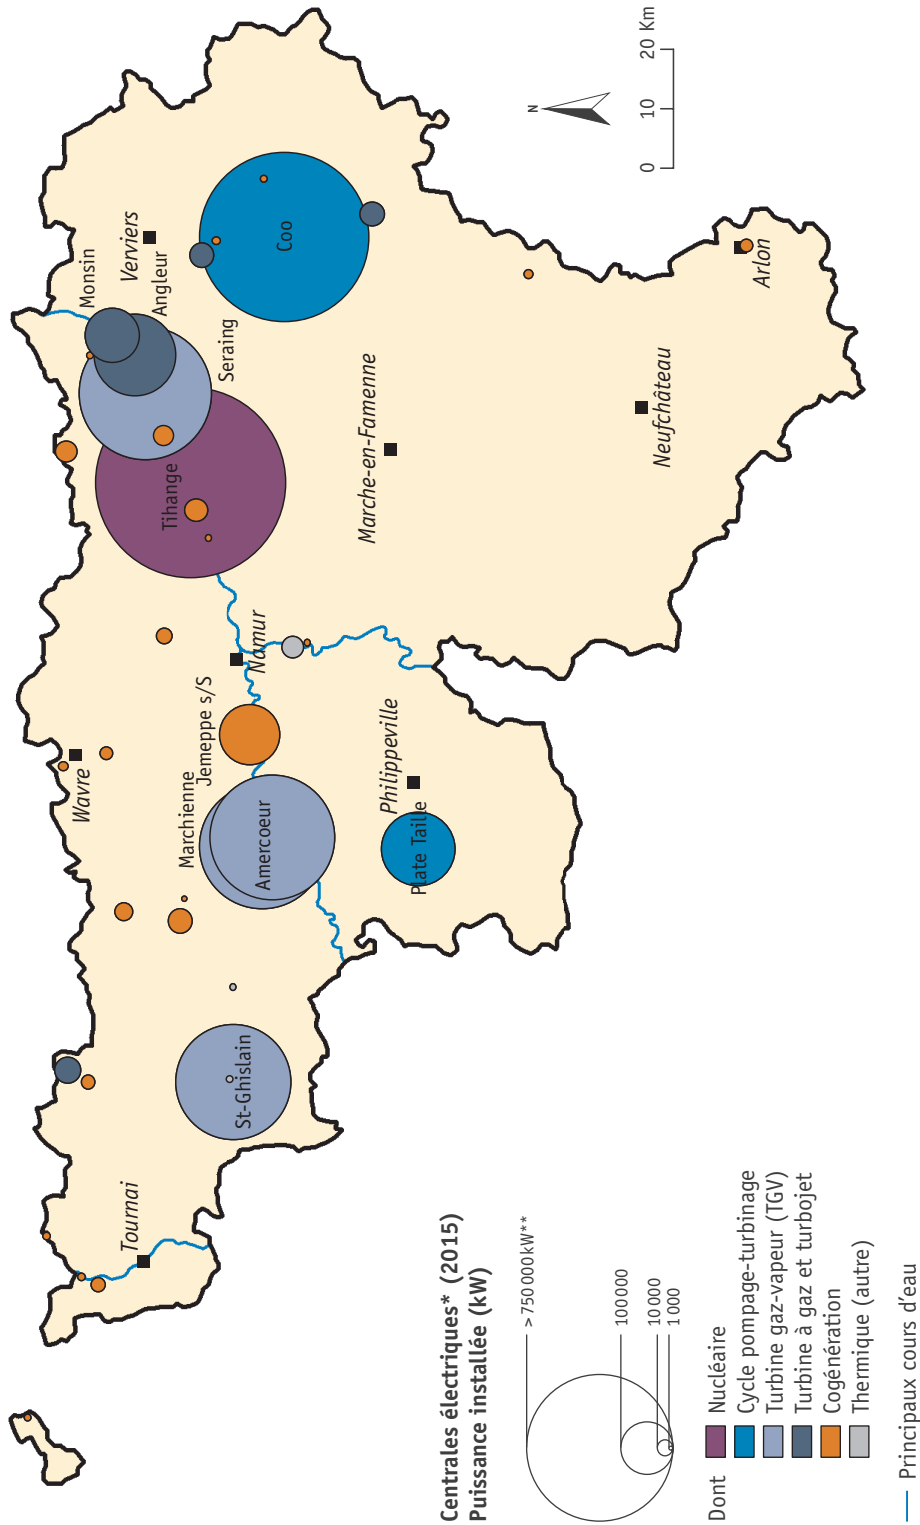 Tournai
St-Ghislain
Wavre
Marchienne
Amercoeur
Jemeppe s/S
Namur
Philippeville
Plate Taille
Tihange
Seraing
Monsin
Angleur
Verviers
Coo
Marche-en-Famenne
Neufchâteau
Arlon
N
0 10 20 Km
Centrales électriques* (2015)
Puissance installée (kW)
> 750 000 kW**
100 000
10 000
1 000
Dont
Nucléaire
Cycle pompage-turbinage
Turbine gaz-vapeur (TGV)
Turbine à gaz et turbojet
Cogénération
Thermique (autre)
Principaux cours d'eau